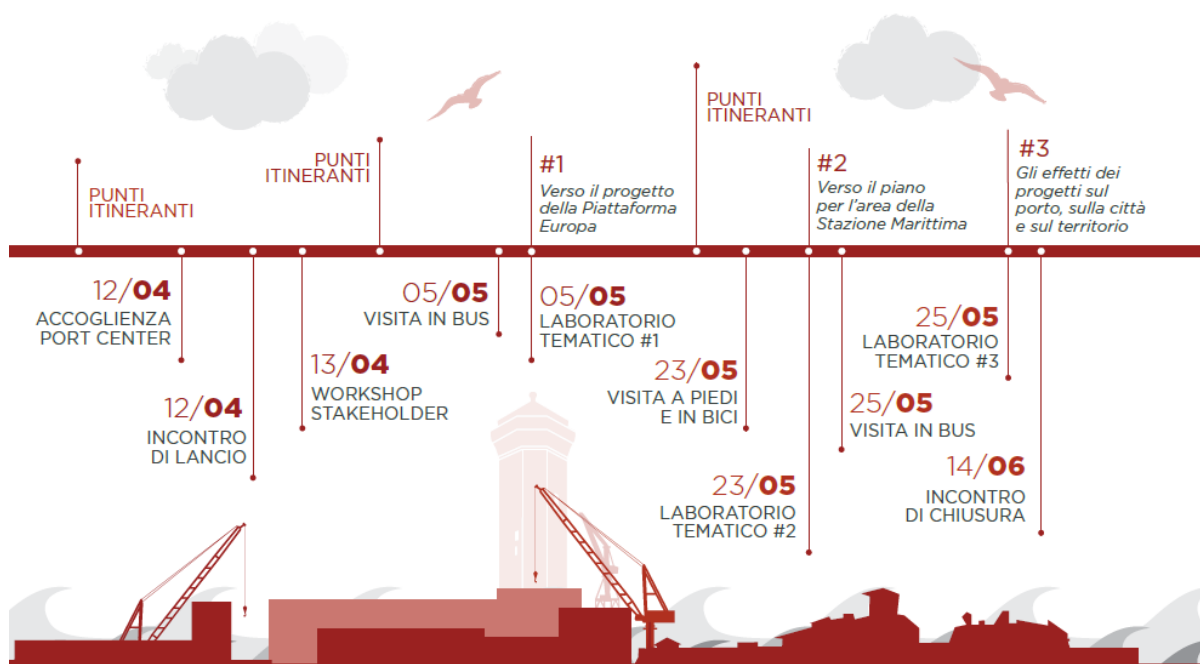 PUNTI
ITINERANTI
PUNTI
ITINERANTI
#1
Verso il progetto
della Piattaforma
Europa
PUNTI
ITINERANTI
#2
Verso il piano
per l'area della
Stazione Marittima
#3
Gli effetti dei
progetti sul
porto, sulla città
e sul territorio
12/04
ACCOGLIENZA
PORT CENTER
12/04
INCONTRO
DI LANCIO
13/04
WORKSHOP
STAKEHOLDER
05/05
VISITA IN BUS
05/05
LABORATORIO
TEMATICO #1
23/05
VISITA A PIEDI
E IN BICI
23/05
LABORATORIO
TEMATICO #2
25/05
VISITA IN BUS
25/05
LABORATORIO
TEMATICO #3
14/06
INCONTRO
DI CHIUSURA